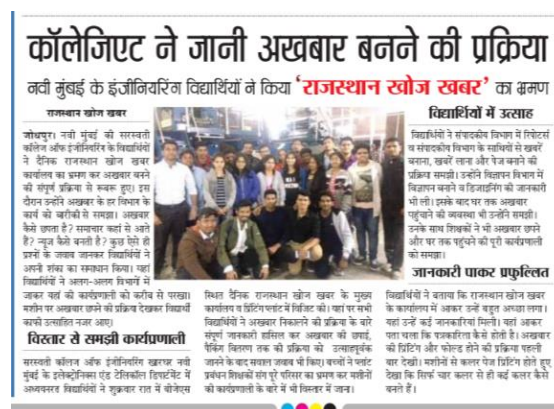 कॉलेजिएट ने जानी अखबार बनने की प्रक्रिया
नवी मुंबई के इंजीनियरिंग विद्यार्थियों ने किया 'राजस्थान खोज खबर' का भ्रमण
राजस्थान खोज खबर
जोधपुर। नवी मुंबई की सरस्वती
कॉलेज ऑफ इंजीनियरिंग के विद्यार्थियों
ने दैनिक राजस्थान खोज खबर
कार्यालय का भ्रमण कर अखबार बनने
की संपूर्ण प्रक्रिया से रूबरू हुए। इस
दौरान उन्होंने अखबार के हर विभाग के
कार्य को बारीकी से समझा। अखबार
कैसे छपता है? समाचार कहां से आते
हैं? न्यूज कैसे बनती है? कुछ ऐसे ही
प्रश्नों के जवाब जानकर विद्यार्थियों ने
अपनी शंका का समाधान किया। यहां
विद्यार्थियों ने अलग-अलग विभागों में
जाकर यहां की कार्यप्रणाली को करीब से परखा।
मशीन पर अखबार छपने की प्रक्रिया देखकर विद्यार्थी
काफी उत्साहित नजर आए।
विस्तार से समझी कार्यप्रणाली
सरस्वती कॉलज ऑफ इंजीनियरिंग खारघर नवी
मुंबई के इलेक्ट्रोनिक्स एंड टेलिकॉल डिपार्टमेंट में
अध्ययनरत विद्यार्थियों ने शुक्रवार रात में बीजेएस
स्थित दैनिक राजस्थान खोज खबर के मुख्य
कार्यालय व प्रिंटिंग प्लांट में विजिट की। यहां पर सभी
विद्यार्थियों ने अखबार निकालने की प्रक्रिया के बारे
संपूर्ण जानकारी हासिल कर अखबार की छपाई,
पैकिंग वितरण तक की प्रक्रिया को उत्साहपूर्वक
जानने के बाद सवाल जवाब भी किए। बच्चों ने प्लांट
प्रबंधन शिक्षकों संग पूरे परिसर का भ्रमण कर मशीनों
की कार्यप्रणाली के बारे में भी विस्तार में जाना।
विद्यार्थियों में उत्साह
विद्यार्थियों ने संपादकीय विभाग में रिपोर्टर्स
व संपादकीय विभाग के साथियों से खबरें
बनाना, खबरें लाना और पेज बनाने की
प्रक्रिया समझी। उन्होंने विज्ञापन विभाग में
विज्ञापन बनाने व डिजाइनिंग की जानकारी
भी ली। इसके बाद घर तक अखबार
पहुंचाने की व्यवस्था भी उन्होंने समझी।
उनके साथ शिक्षकों ने भी अखबार छपने
और घर तक पहुंचने की पूरी कार्यप्रणाली
को समझा।
जानकारी पाकर प्रफुल्लित
विद्यार्थियों ने बताया कि राजस्थान खोज खबर
के कार्यालय में आकर उन्हें बहुत अच्छा लगा।
यहां उन्हें कई जानकारियां मिली। यहां आकर
पता चला कि पत्रकारिता कैसे होती है। अखबार
की प्रिंटिंग और फोल्ड होने की प्रक्रिया पहली
बार देखी। मशीनों से कलर पेज प्रिंटिंग होते हुए
देखा कि सिर्फ चार कलर से ही कई कलर कैसे
बनते हैं।